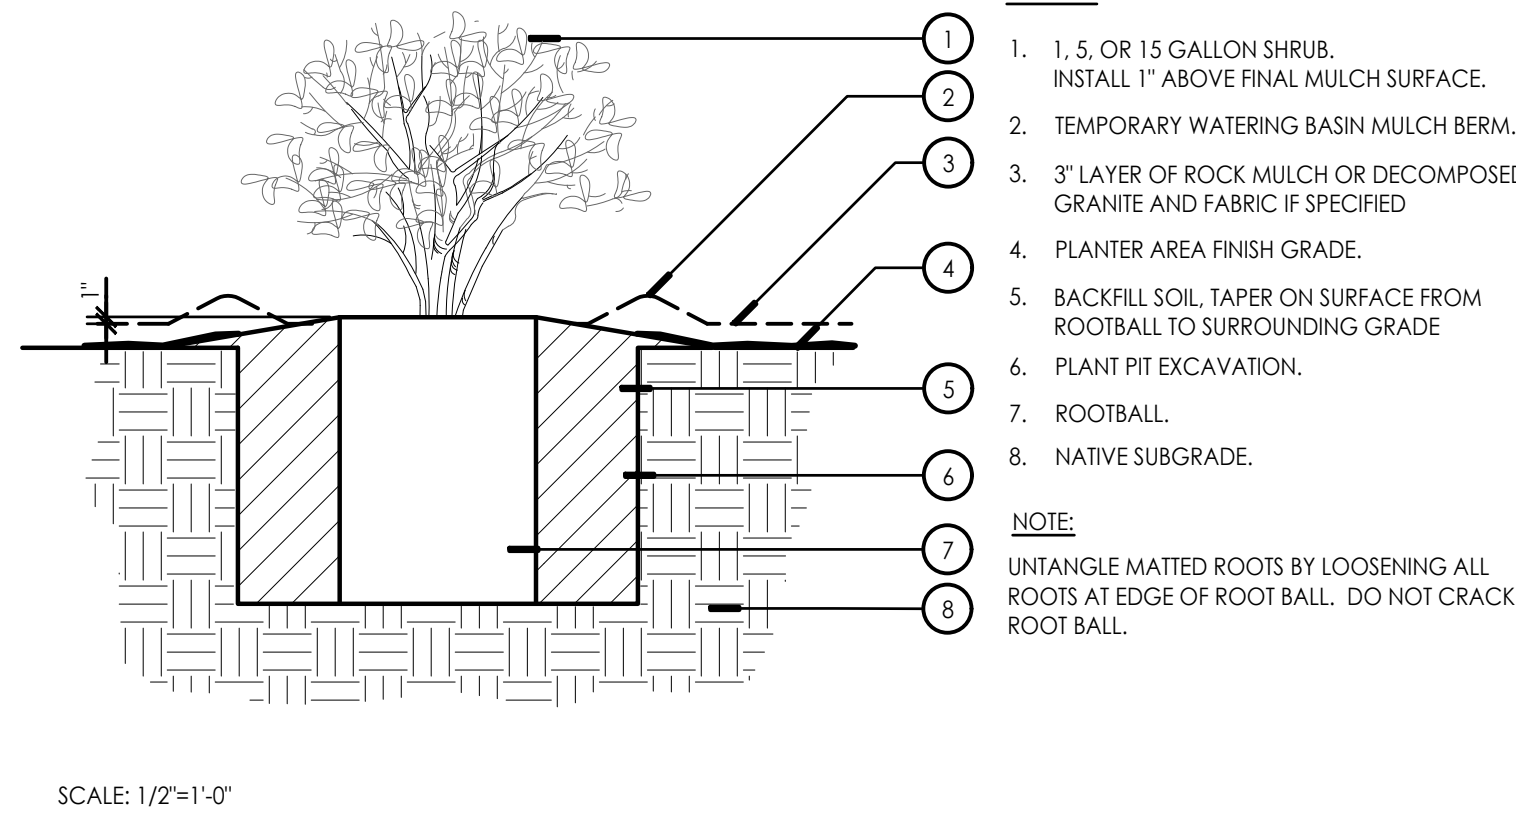 1
2
3
4
5
6
7
8
1"
1. 1, 5, OR 15 GALLON SHRUB.
INSTALL 1" ABOVE FINAL MULCH SURFACE.
2. TEMPORARY WATERING BASIN MULCH BERM.
3. 3" LAYER OF ROCK MULCH OR DECOMPOSED
GRANITE AND FABRIC IF SPECIFIED
4. PLANTER AREA FINISH GRADE.
5. BACKFILL SOIL, TAPER ON SURFACE FROM
ROOTBALL TO SURROUNDING GRADE
6. PLANT PIT EXCAVATION.
7. ROOTBALL.
8. NATIVE SUBGRADE.
NOTE:
UNTANGLE MATTED ROOTS BY LOOSENING ALL
ROOTS AT EDGE OF ROOT BALL. DO NOT CRACK
ROOT BALL.
SCALE: 1/2"=1'-0"